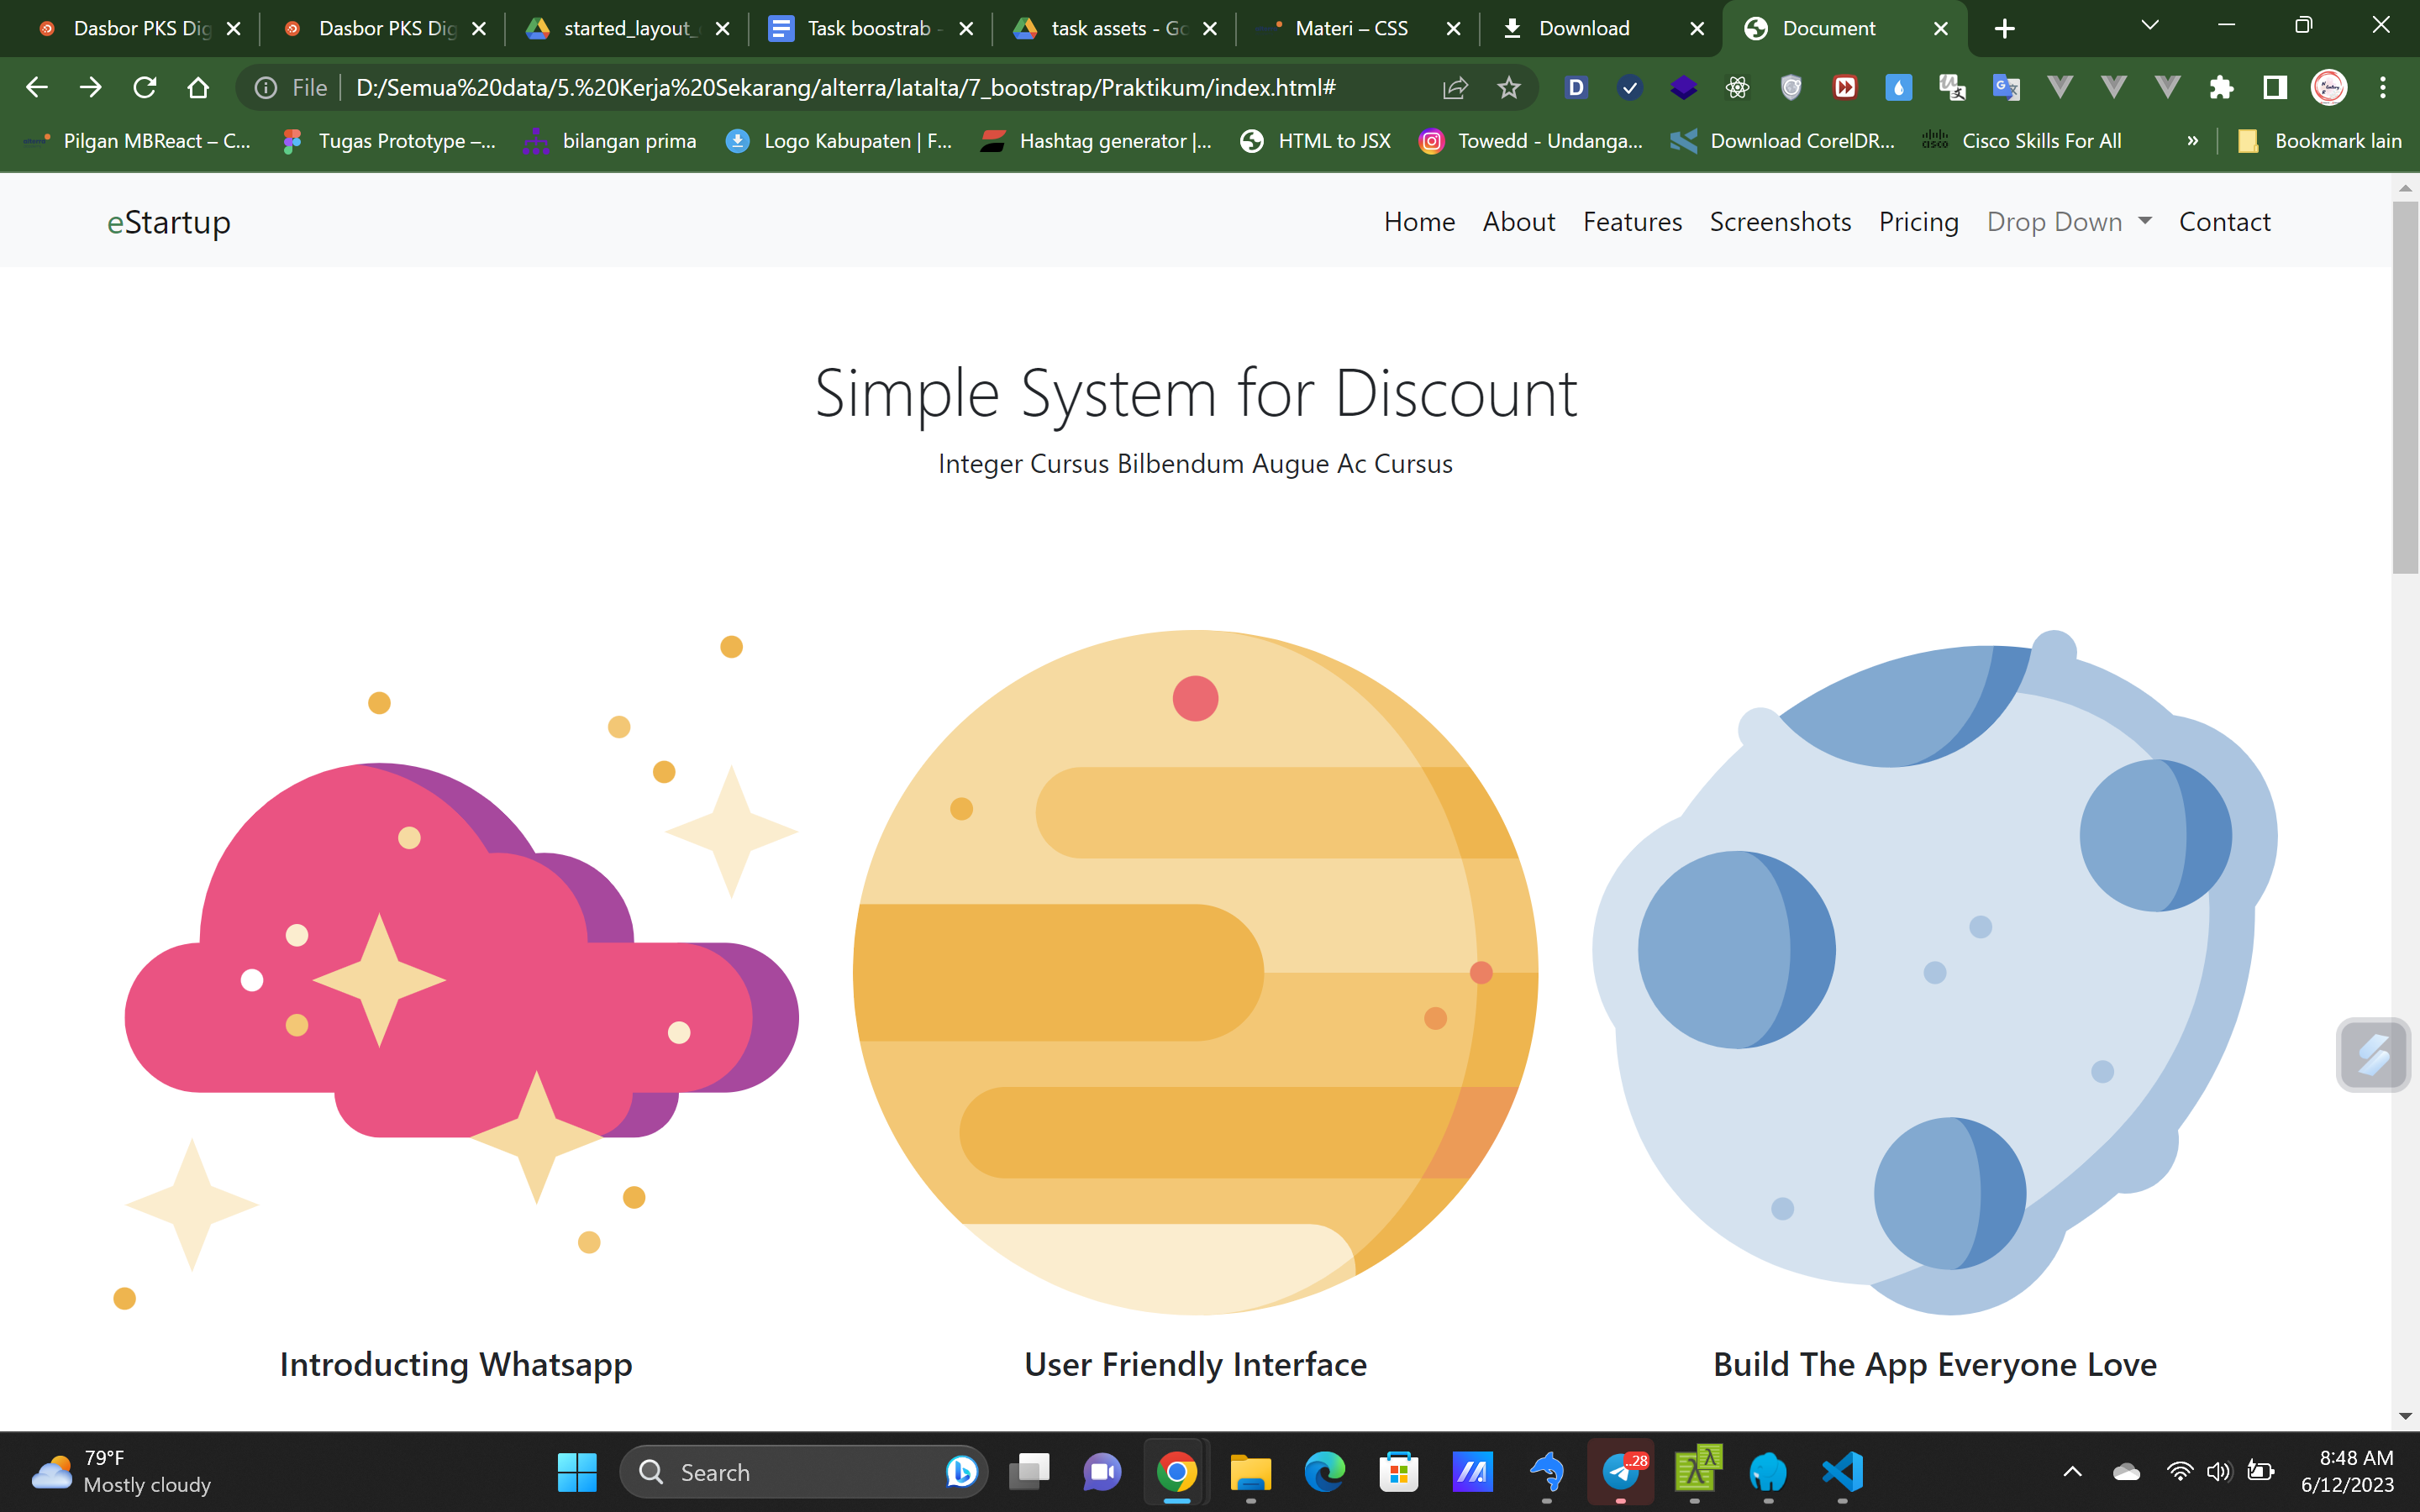 Dasbor PKS Dig
Dasbor PKS Dig
started_layout_
Task boostrab -
task assets - Go
Materi – CSS
Download
Document
File
D:/Semua%20data/5.%20Kerja%20Sekarang/alterra/latalta/7_bootstrap/Praktikum/index.html#
Pilgan MBReact – C...
Tugas Prototype –...
bilangan prima
Logo Kabupaten | F...
Hashtag generator |...
HTML to JSX
Towedd - Undanga...
Download CorelDR...
Cisco Skills For All
»
Bookmark lain
eStartup
Home
About
Features
Screenshots
Pricing
Drop Down
Contact
Simple System for Discount
Integer Cursus Bilbendum Augue Ac Cursus
Introducting Whatsapp
User Friendly Interface
Build The App Everyone Love
79°F
Mostly cloudy
Search
..28
8:48 AM
6/12/2023